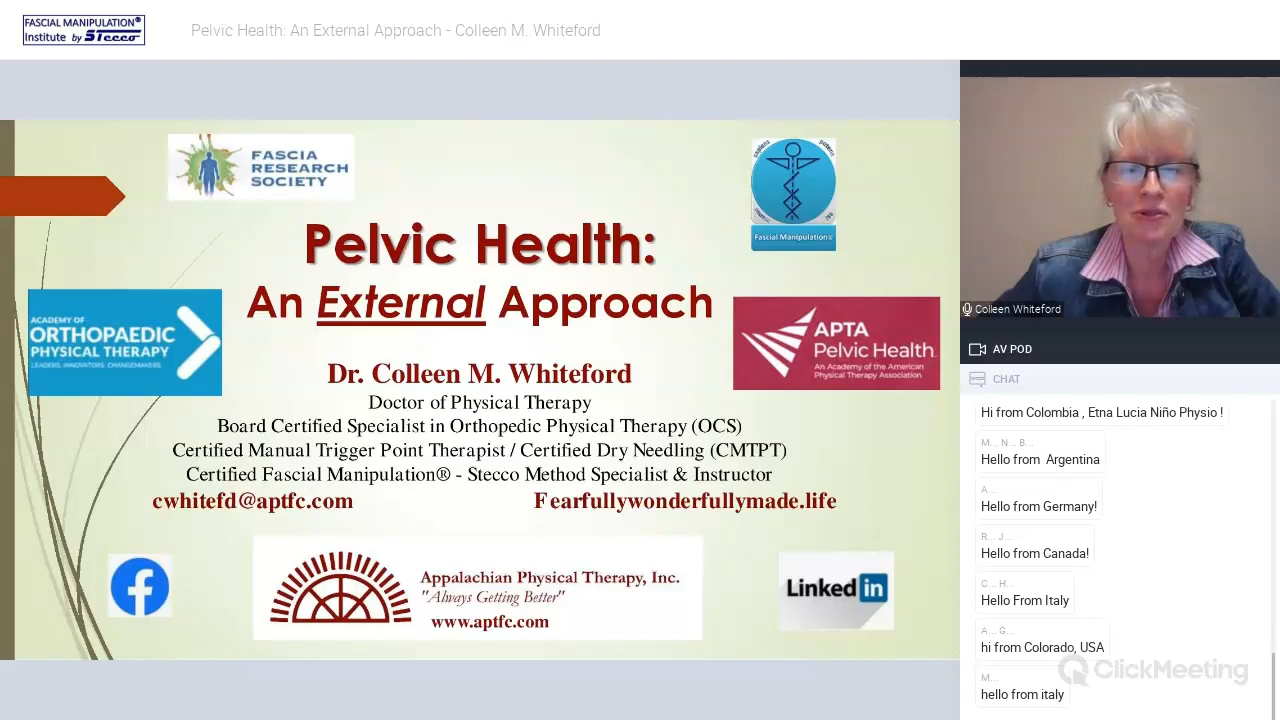 FASCIAL MANIPULATION®
Institute by Stecco
Pelvic Health: An External Approach - Colleen M. Whiteford
FASCIA
RESEARCH
SOCIETY
sapiens
potens
Fascial Manipulation®
Pelvic Health:
An External Approach
ACADEMY OF
ORTHOPAEDIC
PHYSICAL THERAPY
LEADERS. INNOVATORS. CHANGEMAKERS.
APTA
Pelvic Health
An Academy of the American
Physical Therapy Association
Dr. Colleen M. Whiteford
Doctor of Physical Therapy
Board Certified Specialist in Orthopedic Physical Therapy (OCS)
Certified Manual Trigger Point Therapist / Certified Dry Needling (CMTPT)
Certified Fascial Manipulation® - Stecco Method Specialist & Instructor
cwhitefd@aptfc.com Fearfullywonderfullymade.life
Appalachian Physical Therapy, Inc.
"Always Getting Better"
www.aptfc.com
Linked in
Colleen Whiteford
AV POD
CHAT
Hi from Colombia , Etna Lucia Niño Physio !
M... N... B...
Hello from Argentina
A...
Hello from Germany!
R... J...
Hello from Canada!
C... H...
Hello From Italy
A... G...
hi from Colorado, USA
M...
hello from italy
ClickMeeting